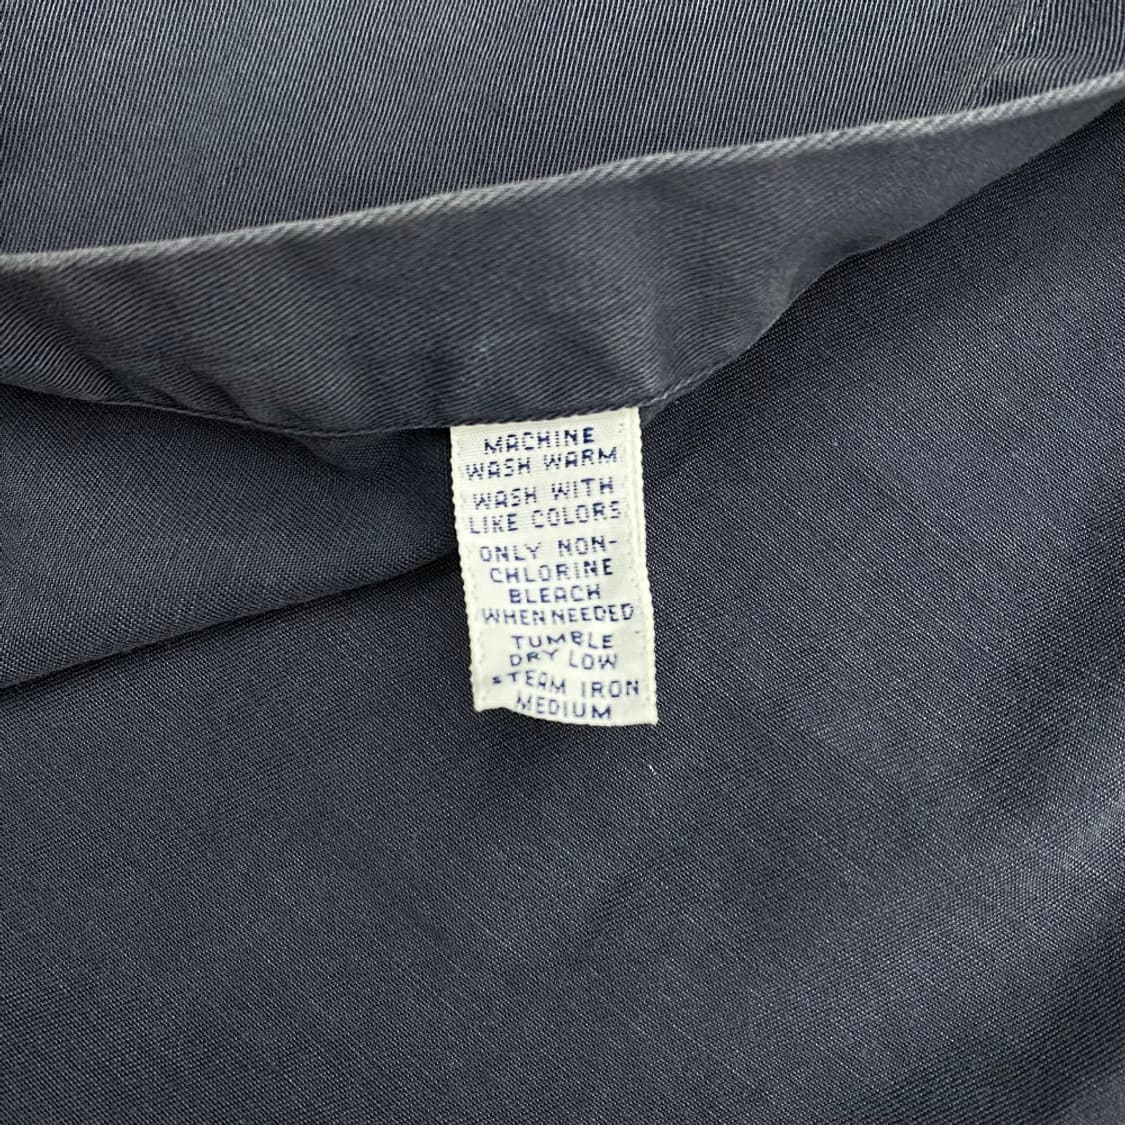 MACHINE
WASH WARM
WASH WITH
LIKE COLORS
ONLY NON-
CHLORINE
BLEACH
WHEN NEEDED
TUMBLE
DRY LOW
STEAM IRON
MEDIUM